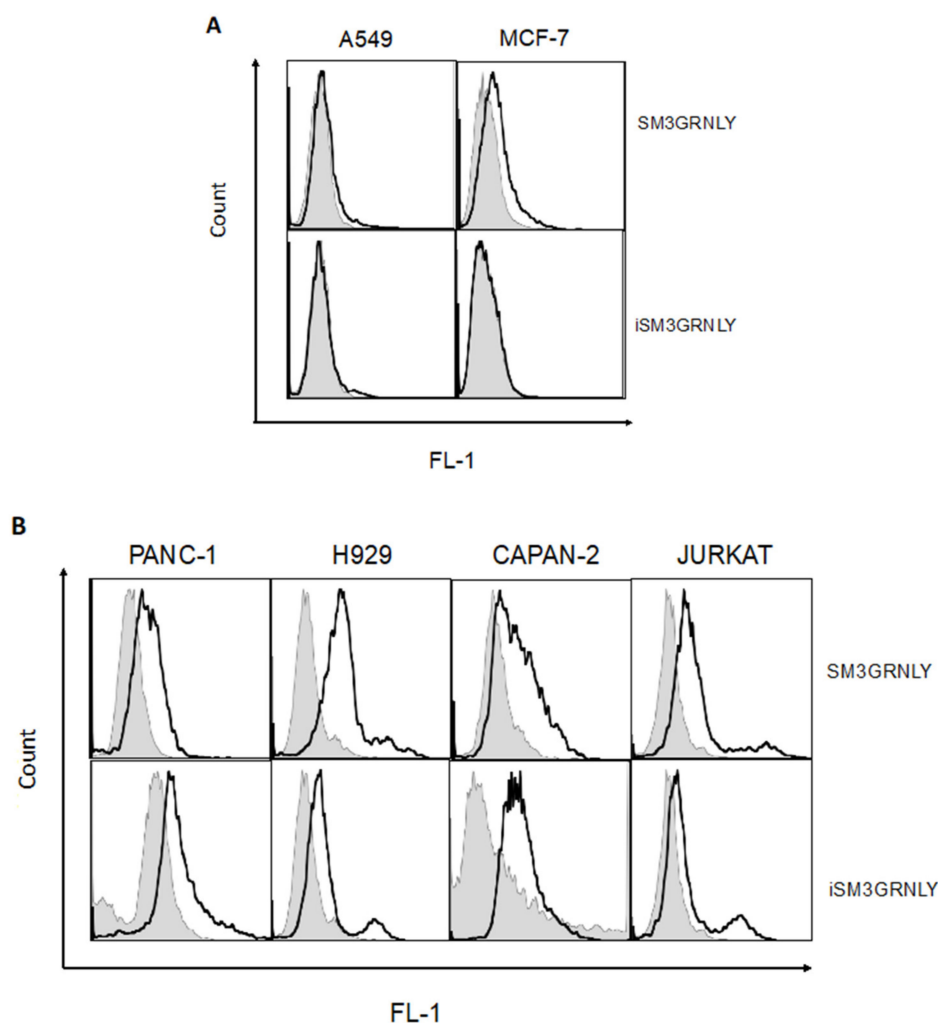 A
A549 MCF-7
SM3GRNLY
Count
iSM3GRNLY
FL-1
B
PANC-1 H929 CAPAN-2 JURKAT
SM3GRNLY
Count
iSM3GRNLY
FL-1